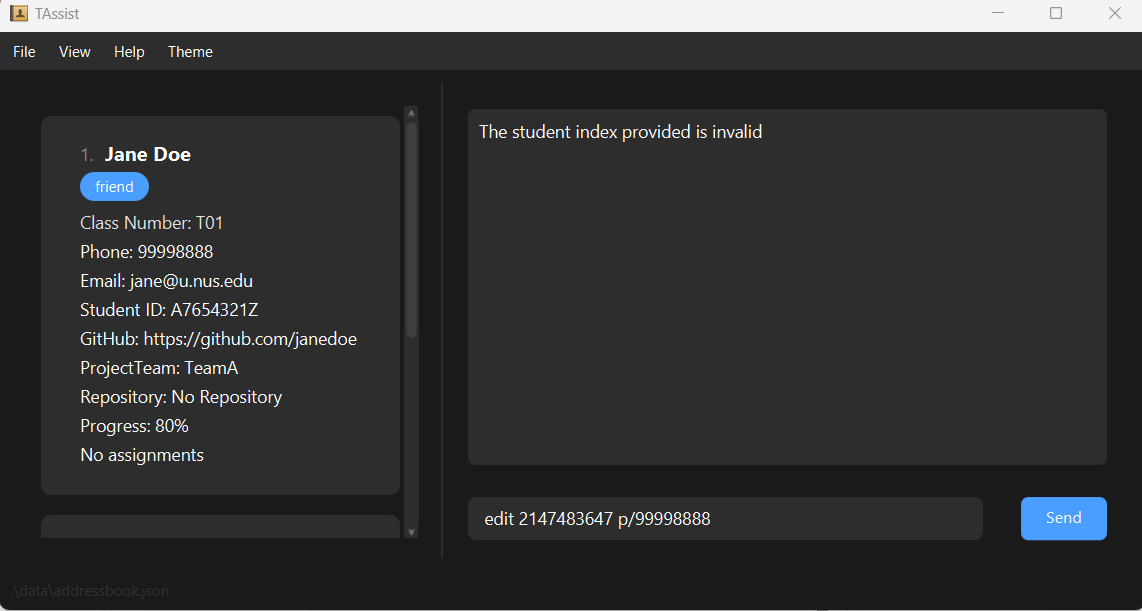 TAssist
File View Help Theme
1. Jane Doe
friend
Class Number: T01
Phone: 99998888
Email: jane@u.nus.edu
Student ID: A7654321Z
GitHub: https://github.com/janedoe
ProjectTeam: TeamA
Repository: No Repository
Progress: 80%
No assignments
The student index provided is invalid
edit 2147483647 p/99998888
Send
.\data\addressbook.json